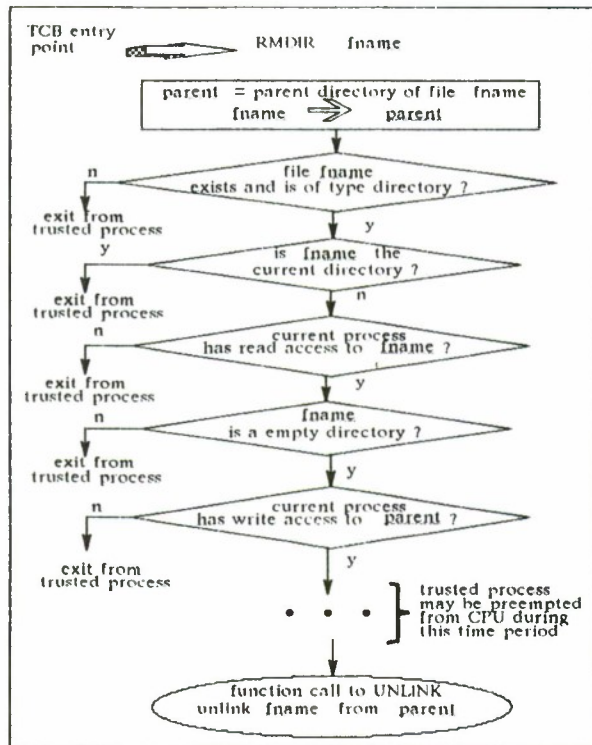 TCB entry
point
RMDIR fname
parent = parent directory of file fname
fname parent
file fname
exists and is of type directory ?
n
exit from
trusted process
y
is fname the
current directory ?
y
exit from
trusted process
n
current process
has read access to fname ?
n
exit from
trusted process
y
fname
is a empty directory ?
n
exit from
trusted process
y
current process
has write access to parent ?
n
exit from
trusted process
y
trusted process
may be preempted
from CPU during
this time period
function call to UNLINK
unlink fname from parent